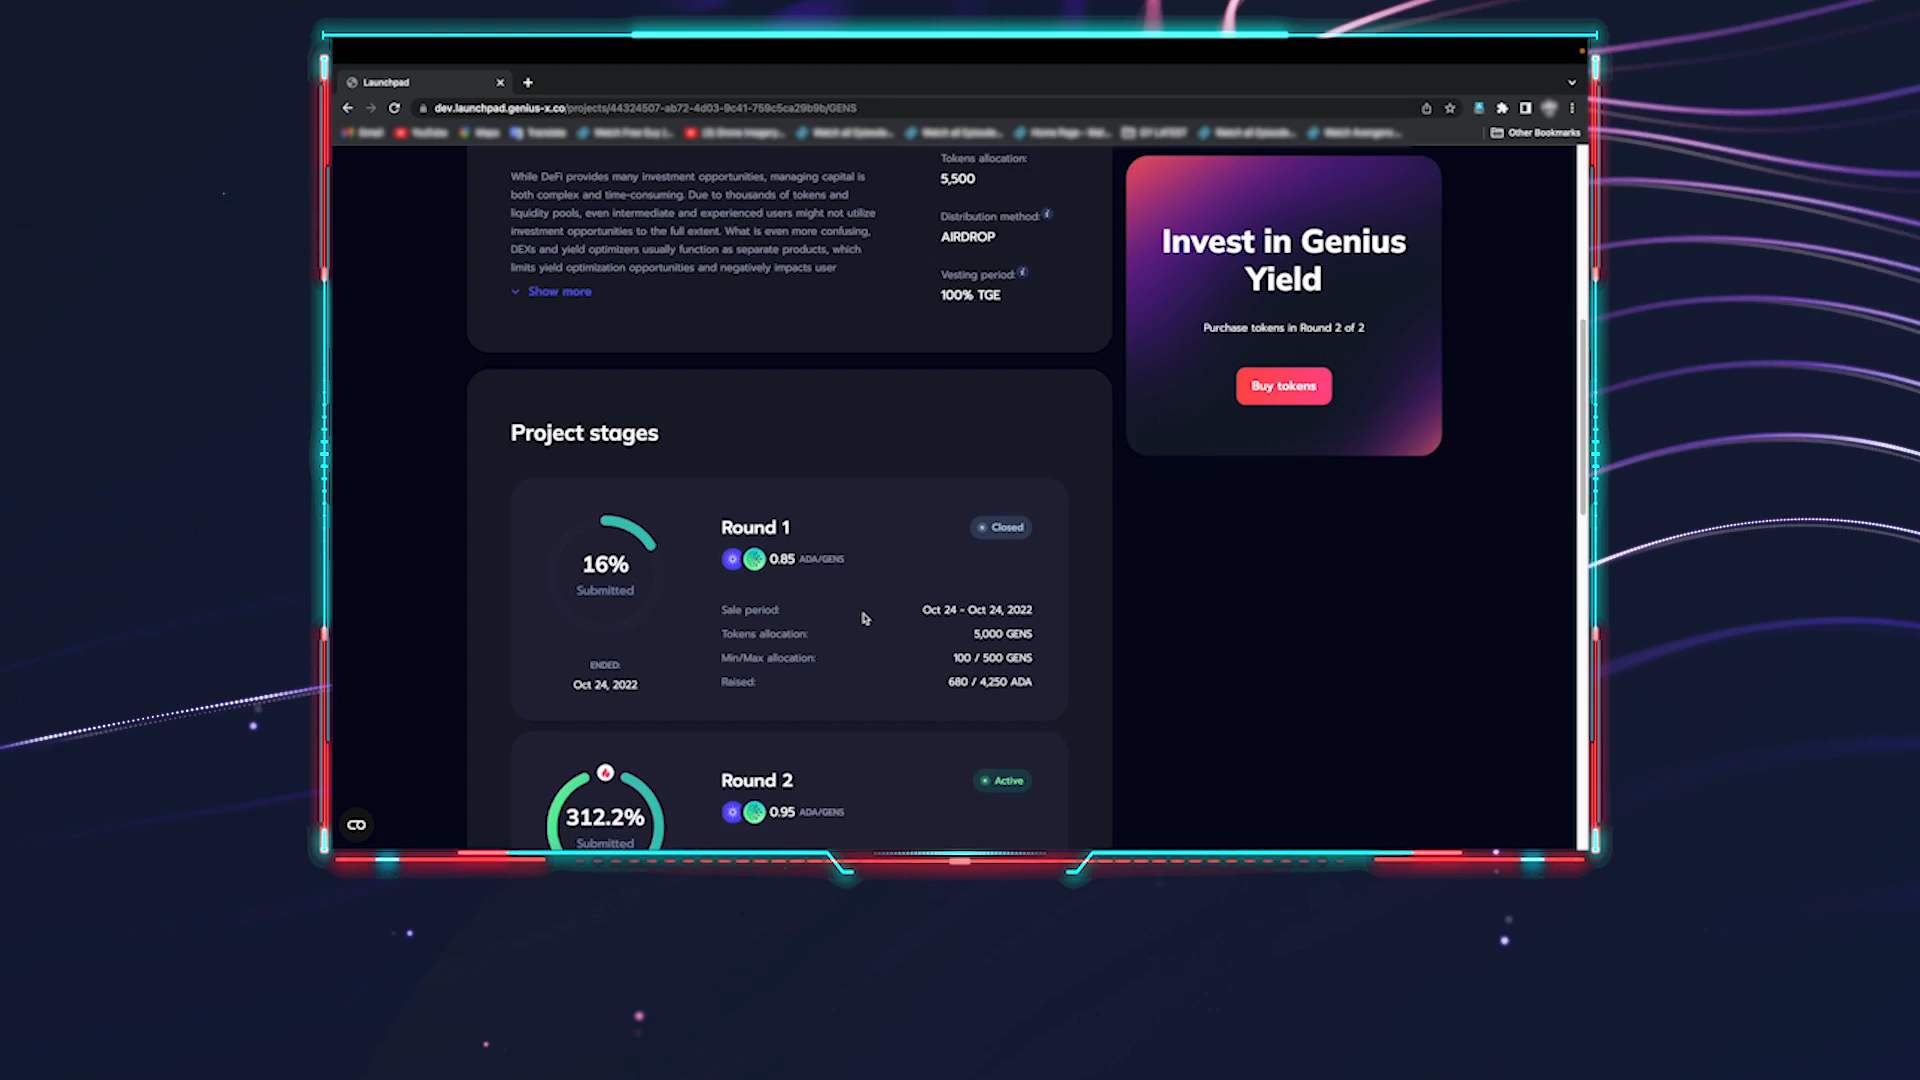 Launchpad
dev.launchpad.genius-x.co/projects/44324507-ab72-4d03-9c41-759c5ca29b9b/GENS
Gmail
YouTube
Maps
Translate
Other Bookmarks
While DeFi provides many investment opportunities, managing capital is
both complex and time-consuming. Due to thousands of tokens and
liquidity pools, even intermediate and experienced users might not utilize
investment opportunities to the full extent. What is even more confusing,
DEXs and yield optimizers usually function as separate products, which
limits yield optimization opportunities and negatively impacts user
Show more
Tokens allocation:
5,500
Distribution method:
AIRDROP
Vesting period:
100% TGE
Invest in Genius
Yield
Purchase tokens in Round 2 of 2
Buy tokens
Project stages
16%
Submitted
ENDED:
Oct 24, 2022
Round 1
Closed
0.85 ADA/GENS
Sale period: Oct 24 - Oct 24, 2022
Tokens allocation: 5,000 GENS
Min/Max allocation: 100 / 500 GENS
Raised: 680 / 4,250 ADA
312.2%
Submitted
Round 2
Active
0.95 ADA/GENS